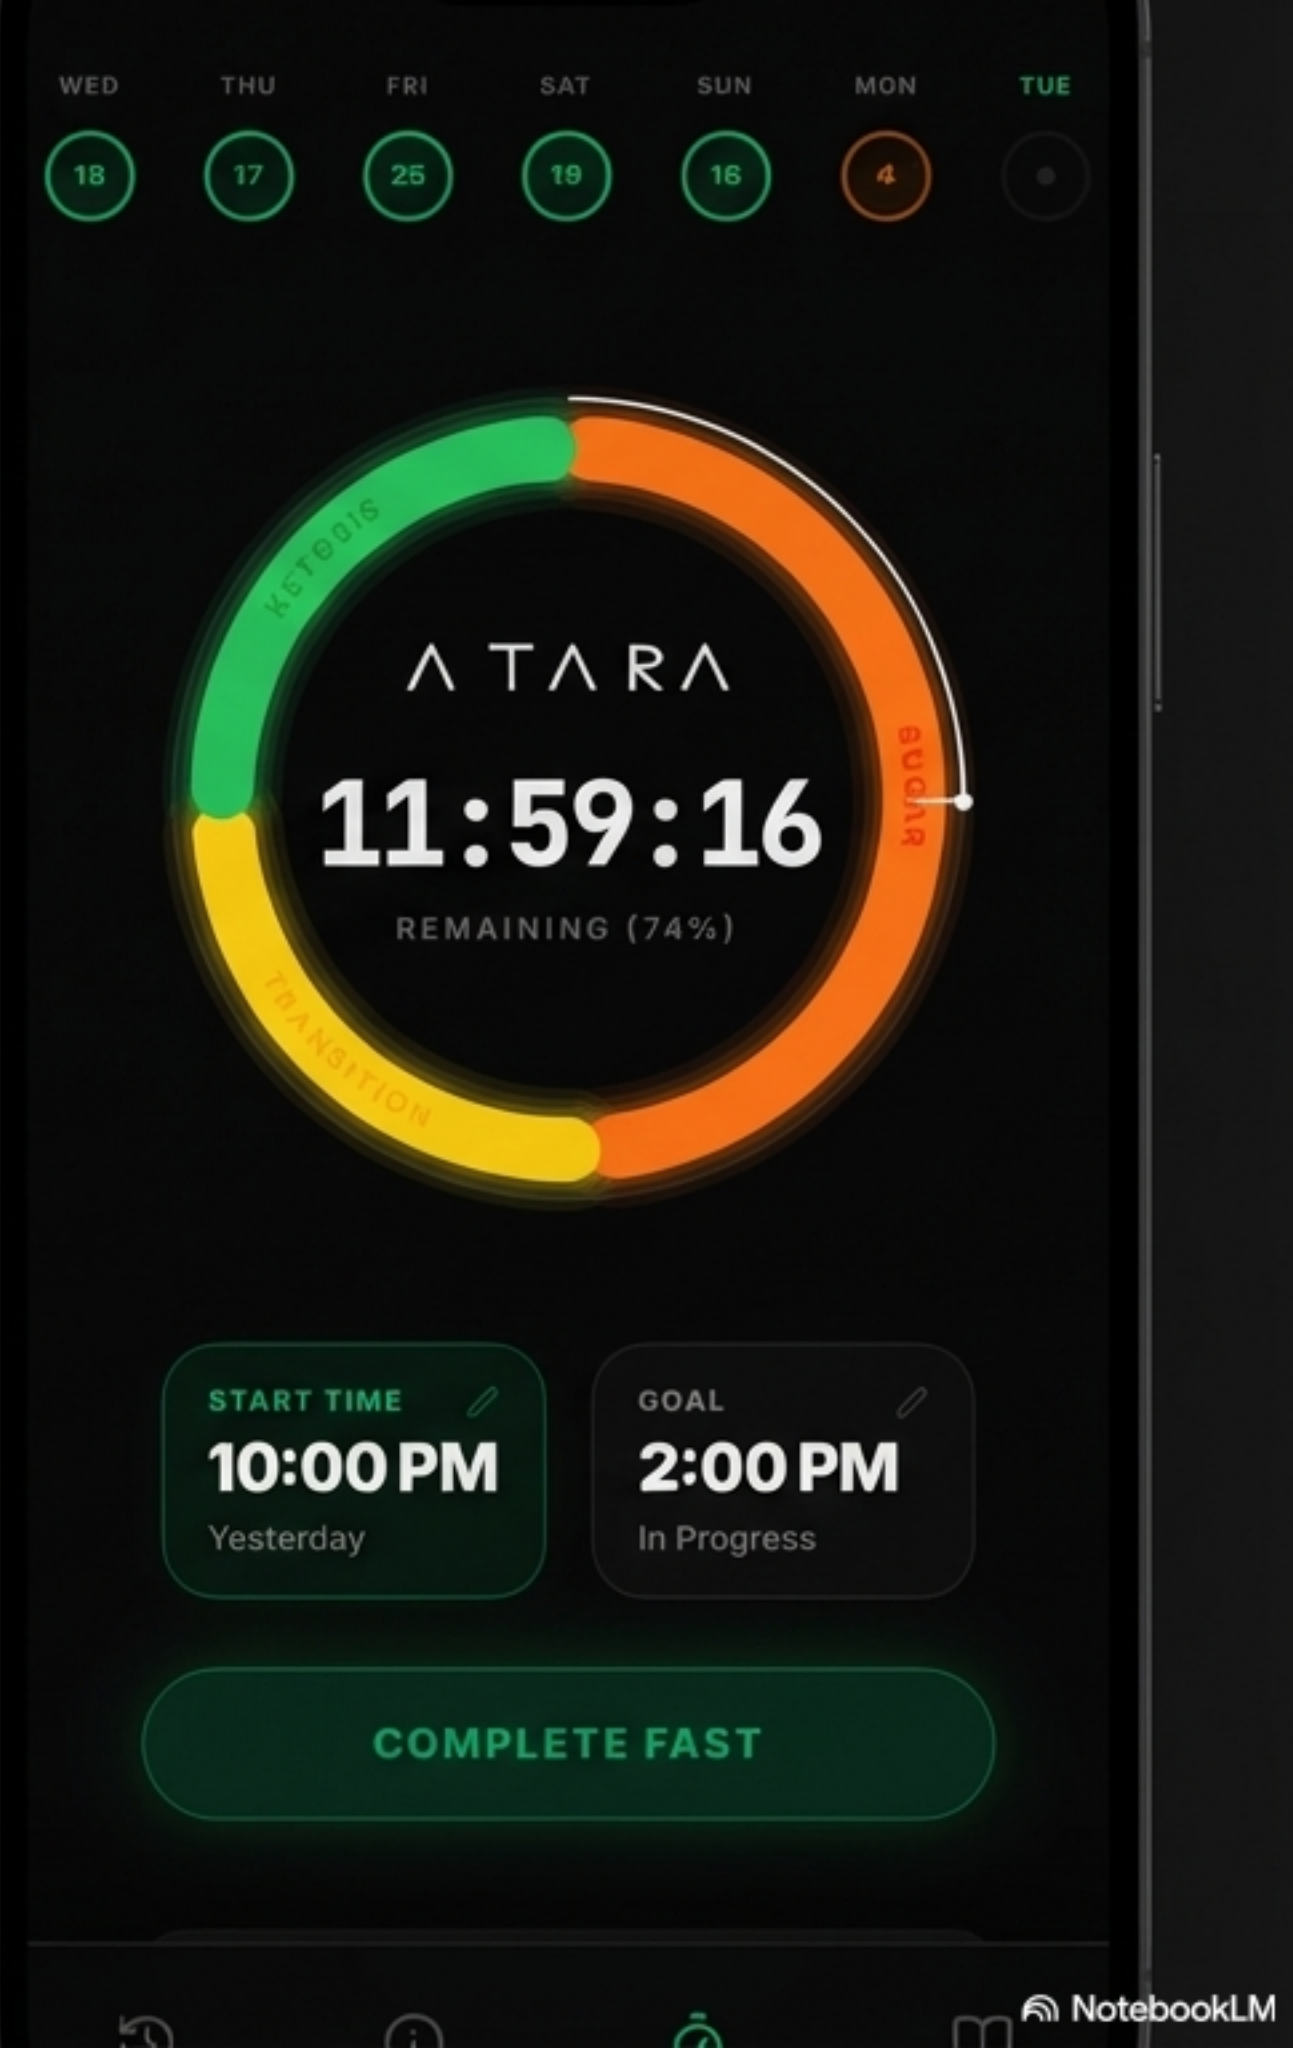 WED THU FRI SAT SUN MON TUE
18 17 25 19 16 4
KETOSIS
ATARA
SUGAR
11:59:16
REMAINING (74%)
TRANSITION
START TIME
10:00 PM
Yesterday
GOAL
2:00 PM
In Progress
COMPLETE FAST
NotebookLM